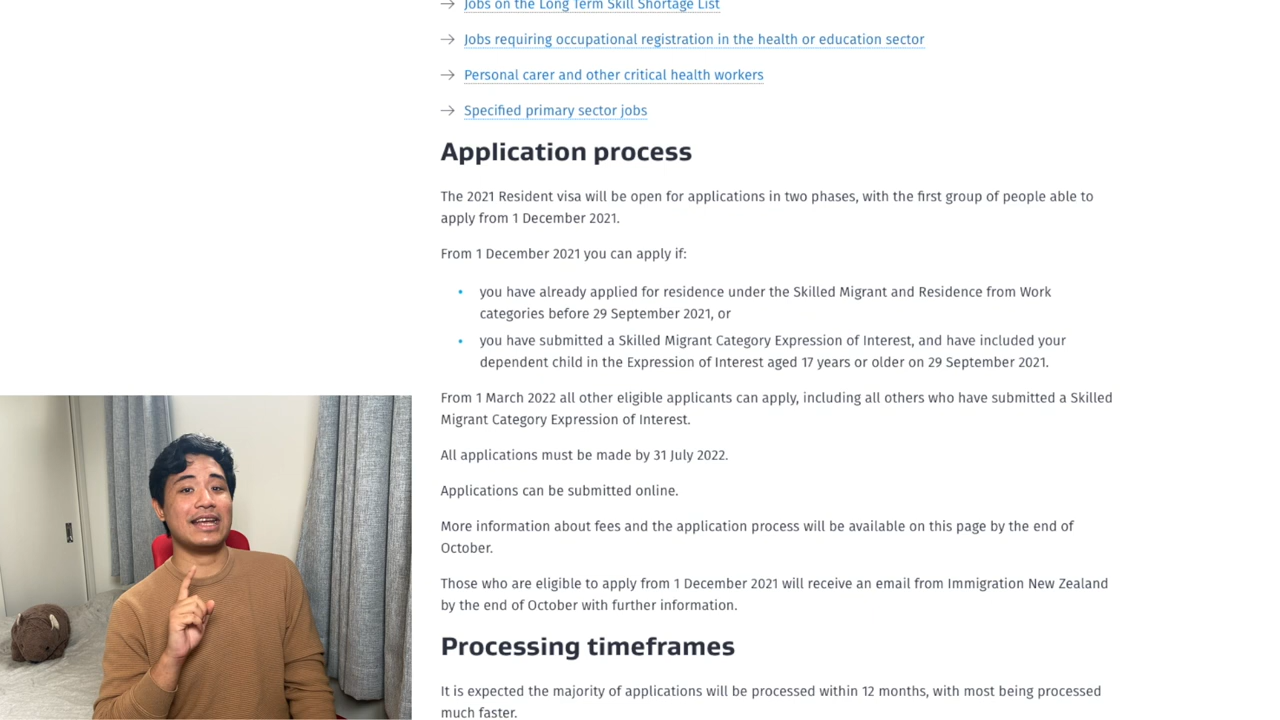 Jobs on the Long Term Skill Shortage List
Jobs requiring occupational registration in the health or education sector
Personal carer and other critical health workers
Specified primary sector jobs
Application process
The 2021 Resident visa will be open for applications in two phases, with the first group of people able to
apply from 1 December 2021.
From 1 December 2021 you can apply if:
you have already applied for residence under the Skilled Migrant and Residence from Work
categories before 29 September 2021, or
you have submitted a Skilled Migrant Category Expression of Interest, and have included your
dependent child in the Expression of Interest aged 17 years or older on 29 September 2021.
From 1 March 2022 all other eligible applicants can apply, including all others who have submitted a Skilled
Migrant Category Expression of Interest.
All applications must be made by 31 July 2022.
Applications can be submitted online.
More information about fees and the application process will be available on this page by the end of
October.
Those who are eligible to apply from 1 December 2021 will receive an email from Immigration New Zealand
by the end of October with further information.
Processing timeframes
It is expected the majority of applications will be processed within 12 months, with most being processed
much faster.